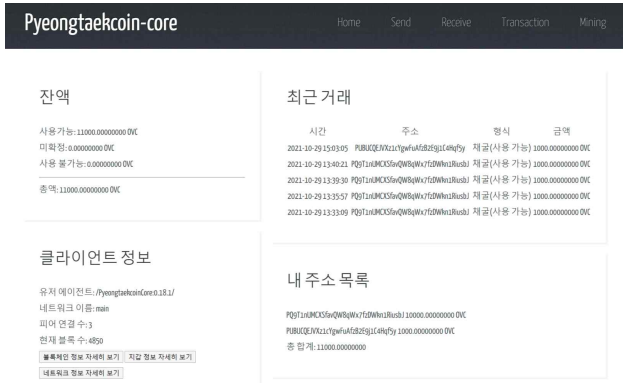 Pyeongtaekcoin-core
Home Send Receive Transaction Mining
잔액
사용가능: 11000.00000000 OVC
미확정: 0.00000000 OVC
사용 불가능: 0.00000000 OVC
총액: 11000.00000000 OVC
클라이언트 정보
유저 에이전트: /PyeongtaekcoinCore:0.18.1/
네트워크 이름: main
피어 연결 수: 3
현재 블록 수: 4850
블록체인 정보 자세히 보기 지갑 정보 자세히 보기
네트워크 정보 자세히 보기
최근 거래
시간 주소 형식 금액
2021-10-29 15:03:05 PUBUCQEJVXz1cYgwFuAfzB2E9j1C4Hqf5y 채굴(사용 가능) 1000.00000000 OVC
2021-10-29 13:40:21 PQ9T1nUMCXSfavQW8qWx7fzDWkn1RiusbJ 채굴(사용 가능) 1000.00000000 OVC
2021-10-29 13:39:30 PQ9T1nUMCXSfavQW8qWx7fzDWkn1RiusbJ 채굴(사용 가능) 1000.00000000 OVC
2021-10-29 13:35:57 PQ9T1nUMCXSfavQW8qWx7fzDWkn1RiusbJ 채굴(사용 가능) 1000.00000000 OVC
2021-10-29 13:33:09 PQ9T1nUMCXSfavQW8qWx7fzDWkn1RiusbJ 채굴(사용 가능) 1000.00000000 OVC
내 주소 목록
PQ9T1nUMCXSfavQW8qWx7fzDWkn1RiusbJ 10000.00000000 OVC
PUBUCQEJVXz1cYgwFuAfzB2E9j1C4Hqf5y 1000.00000000 OVC
총 합계: 11000.00000000